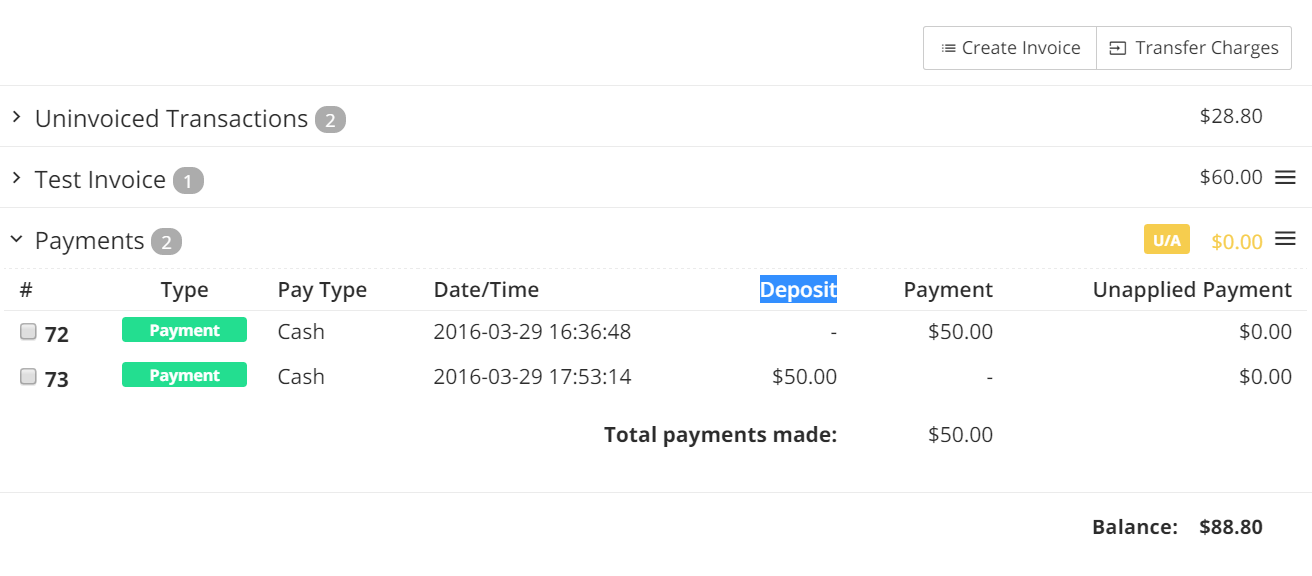 Create Invoice Transfer Charges
Uninvoiced Transactions 2 $28.80
Test Invoice 1 $60.00
Payments 2 U/A $0.00
# Type Pay Type Date/Time Deposit Payment Unapplied Payment
72 Payment Cash 2016-03-29 16:36:48 - $50.00 $0.00
73 Payment Cash 2016-03-29 17:53:14 $50.00 - $0.00
Total payments made: $50.00
Balance: $88.80